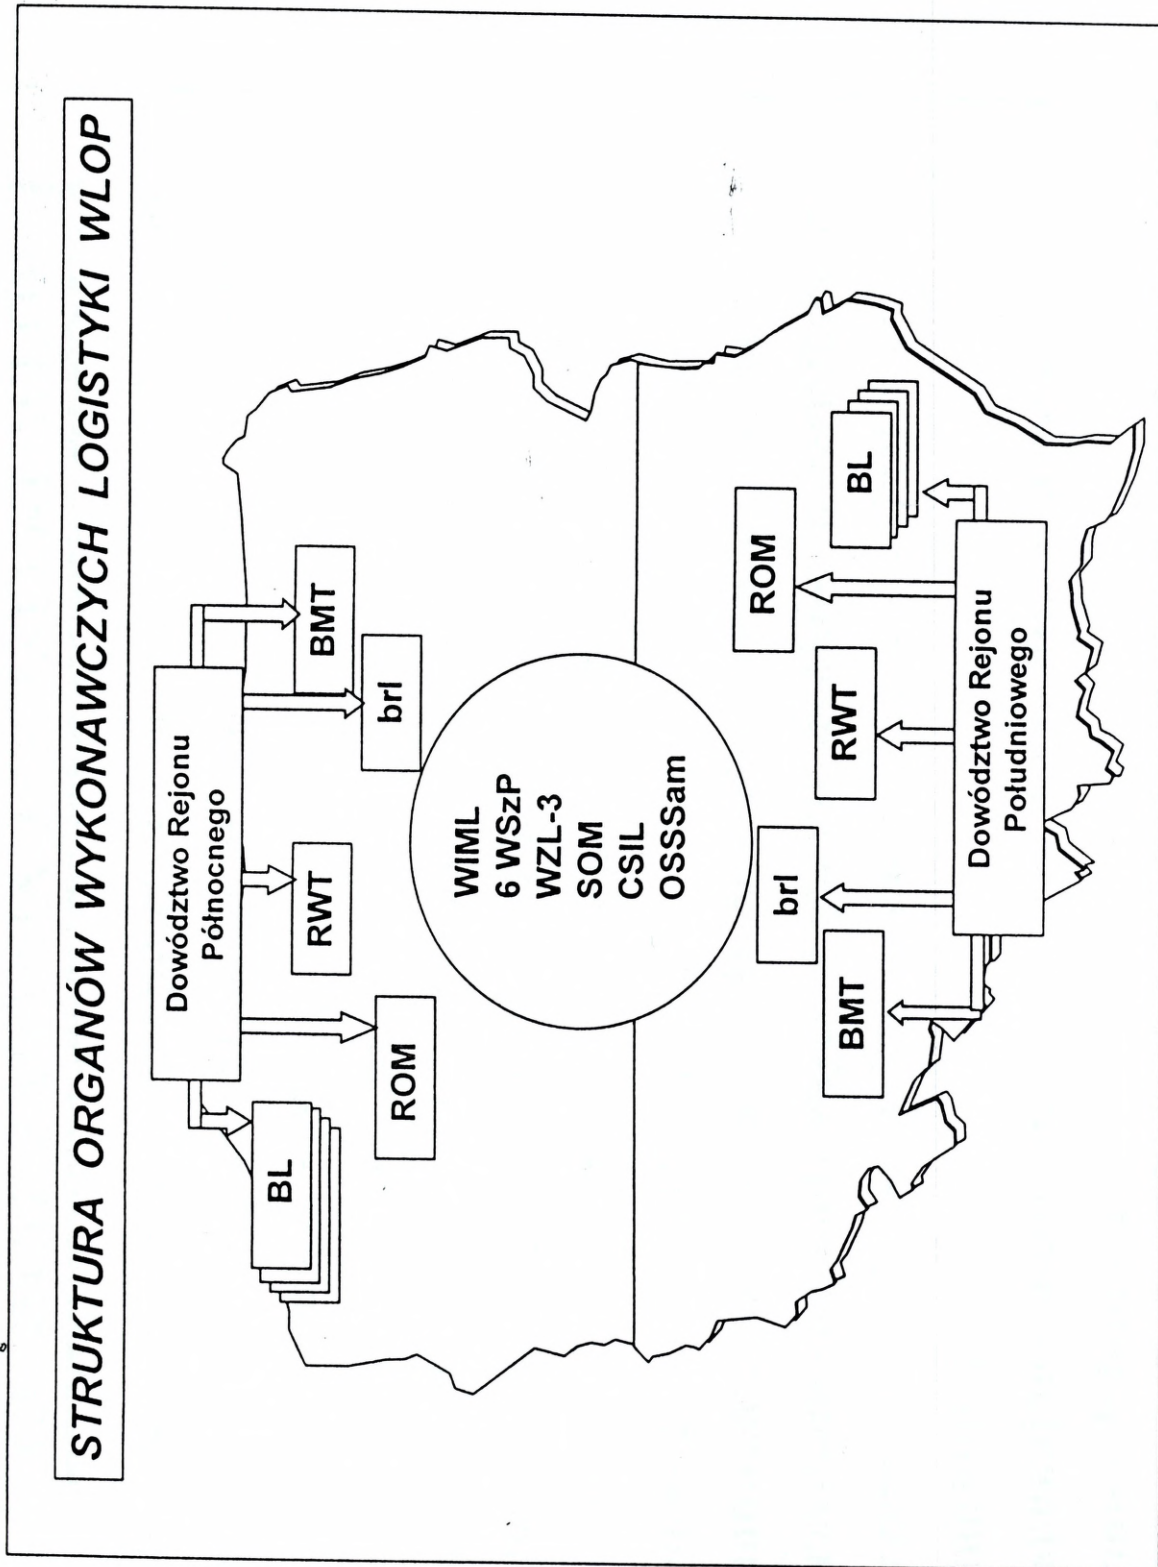 STRUKTURA ORGANÓW WYKONAWCZYCH LOGISTYKI WLOP
Dowództwo Rejonu
Północnego
BL
ROM
RWT
brl
BMT
WIML
6 WSzP
WZL-3
SOM
CSIL
OSSSam
BMT
brl
RWT
ROM
BL
Dowództwo Rejonu
Południowego